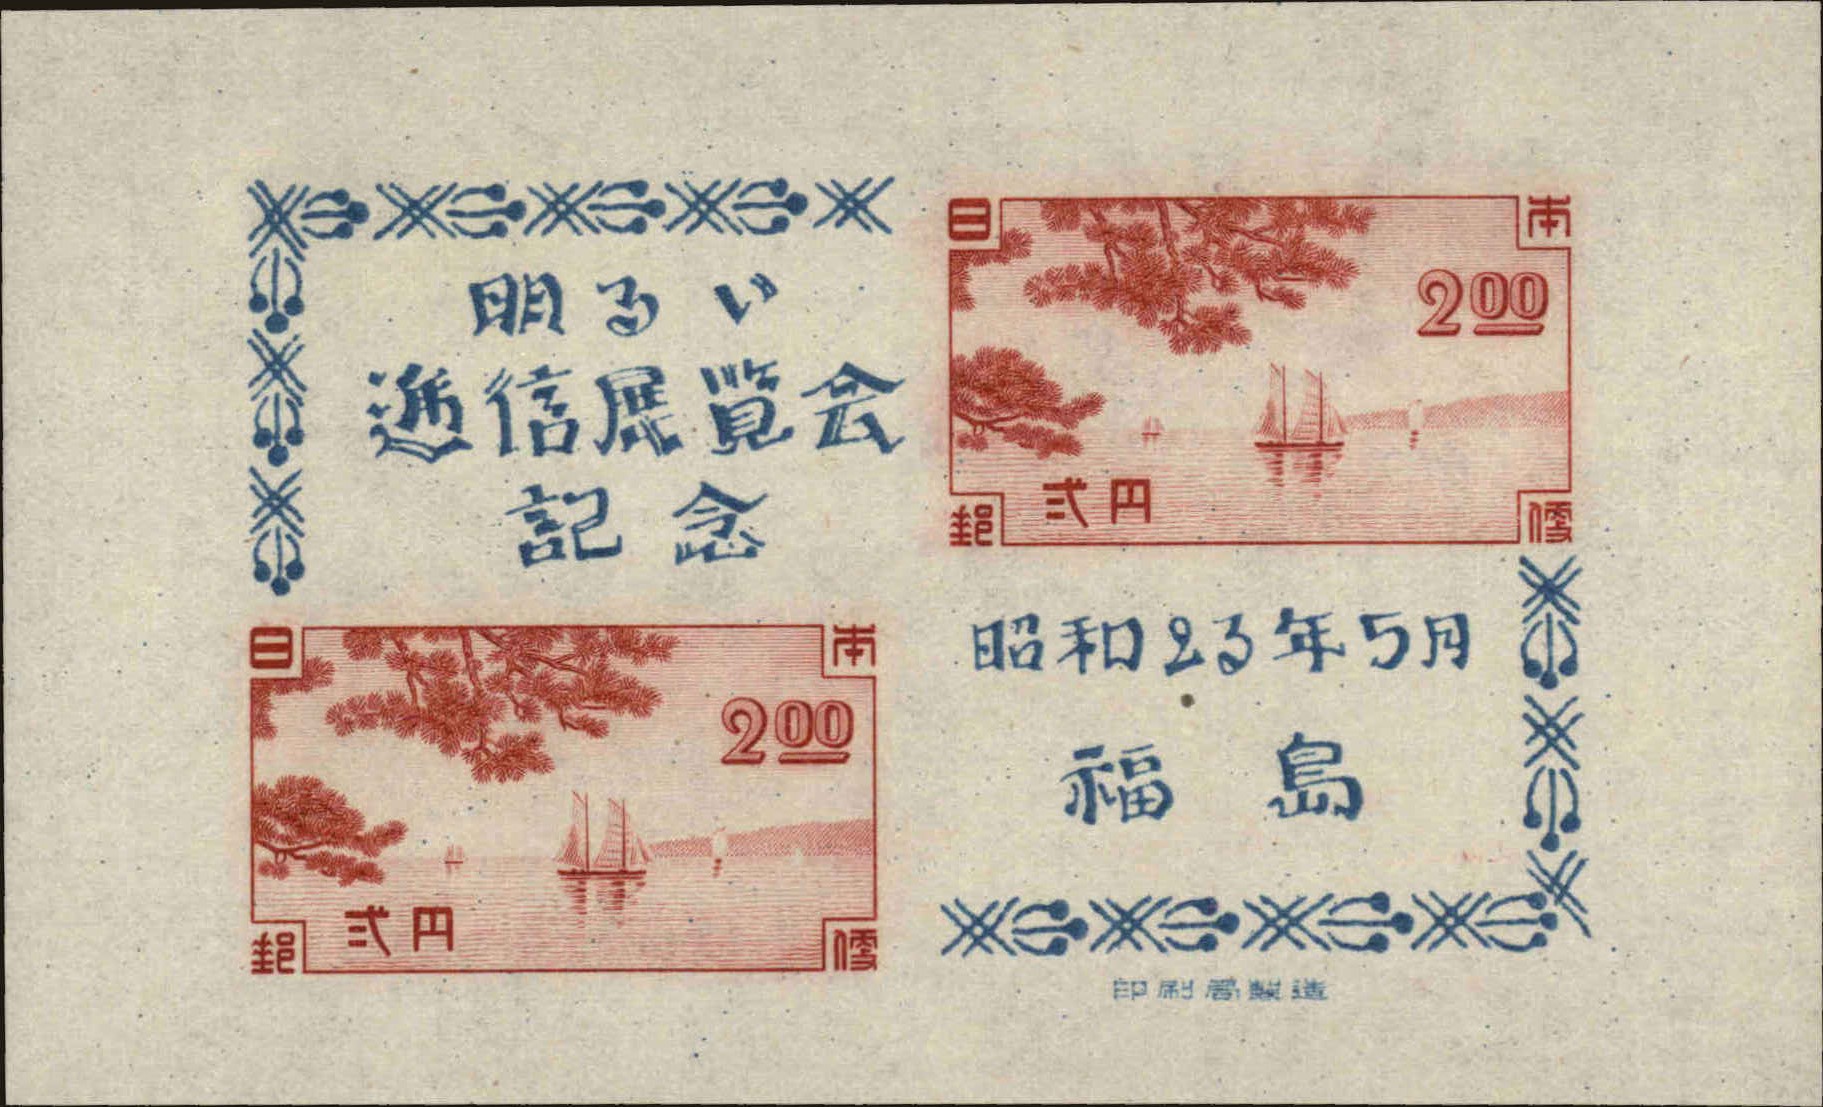 明るい
逓信展覧会
記念
日本
2.00
弐円
郵便
昭和23年5月
福島
日本
2.00
弐円
郵便
印刷局製造